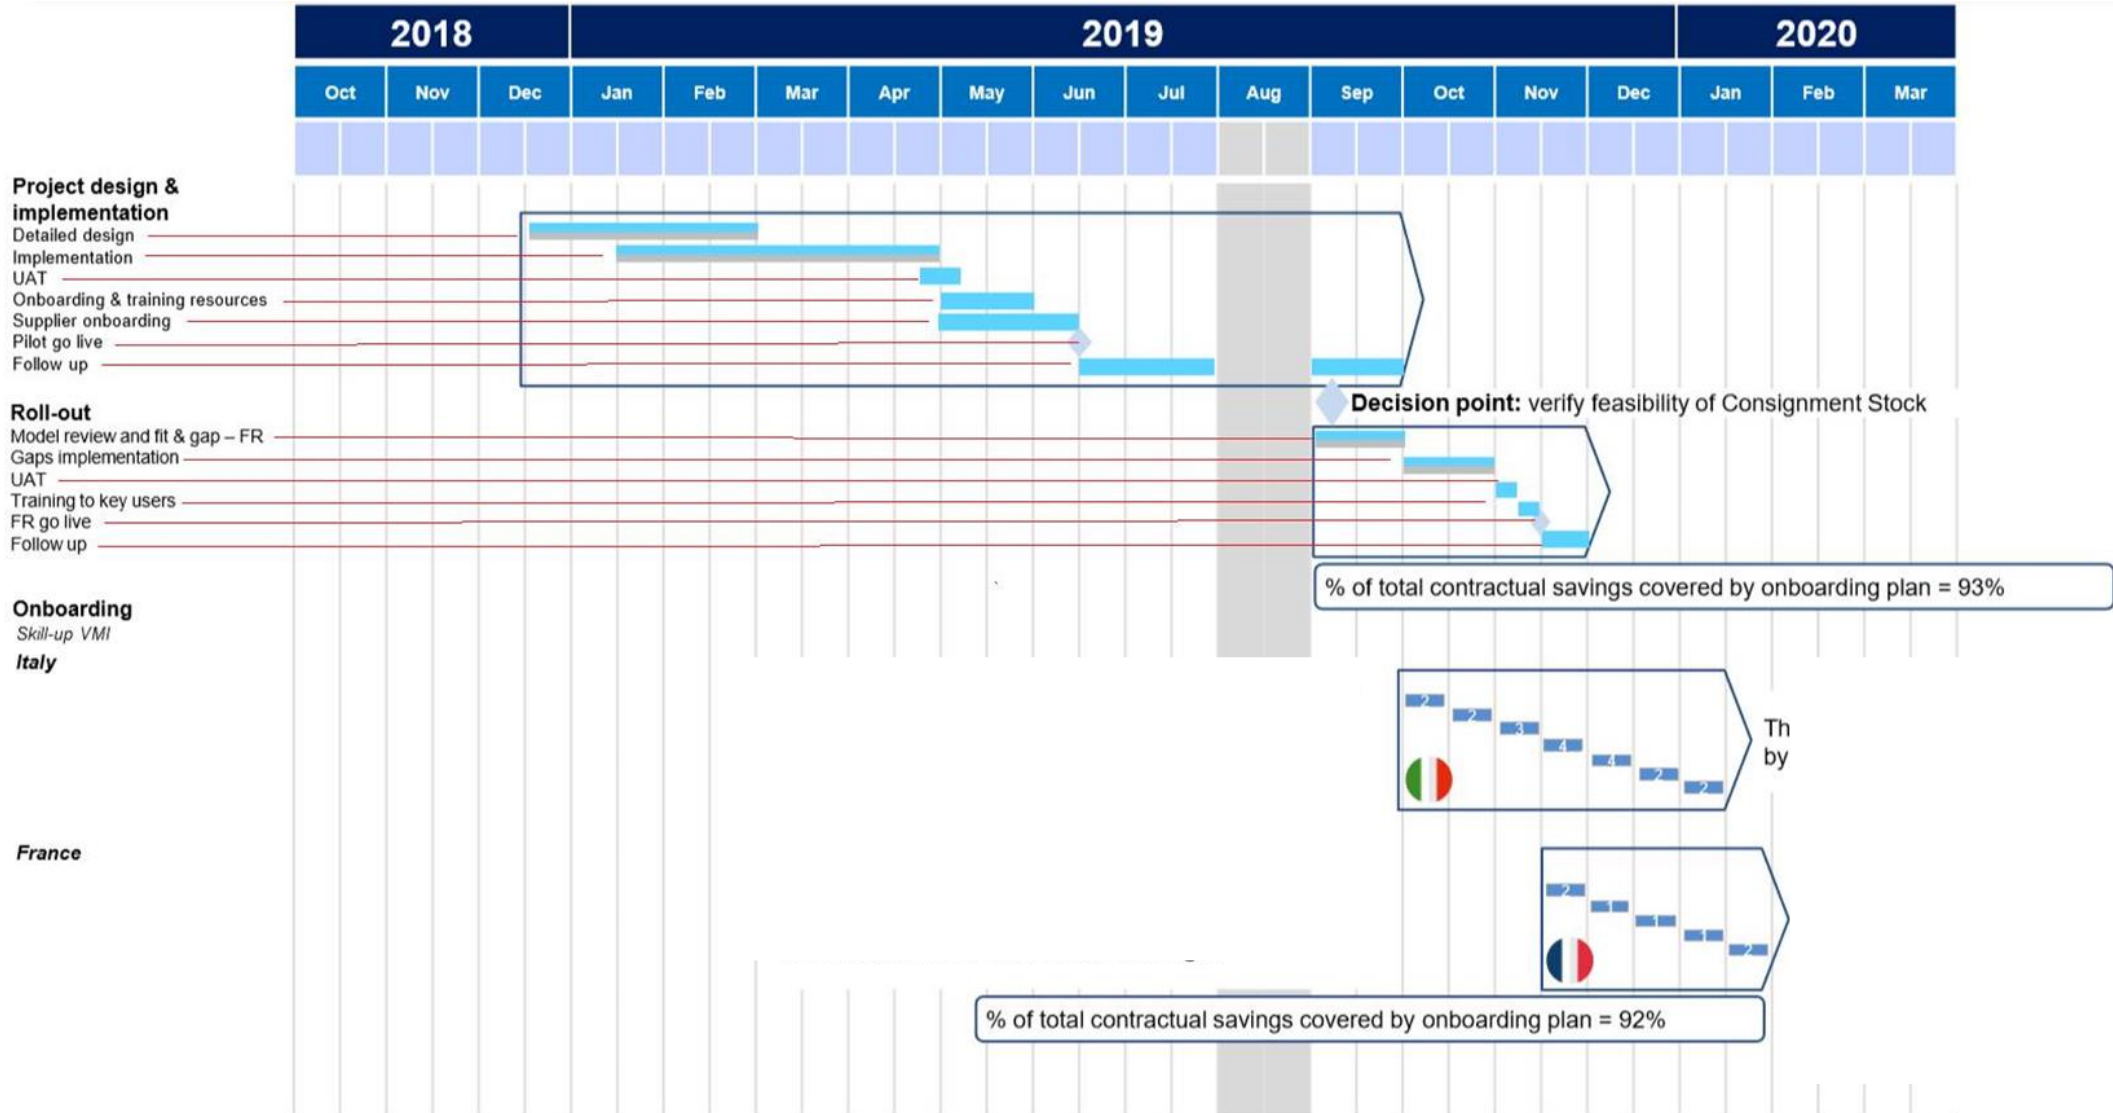 2018 2019 2020
Oct Nov Dec Jan Feb Mar Apr May Jun Jul Aug Sep Oct Nov Dec Jan Feb Mar
Project design &
implementation
Detailed design
Implementation
UAT
Onboarding & training resources
Supplier onboarding
Pilot go live
Follow up
Decision point: verify feasibility of Consignment Stock
Roll-out
Model review and fit & gap – FR
Gaps implementation
UAT
Training to key users
FR go live
Follow up
% of total contractual savings covered by onboarding plan = 93%
Onboarding
Skill-up VMI
Italy
2
2
3
4
4
2
2
Th
by
France
2
1
1
1
2
% of total contractual savings covered by onboarding plan = 92%